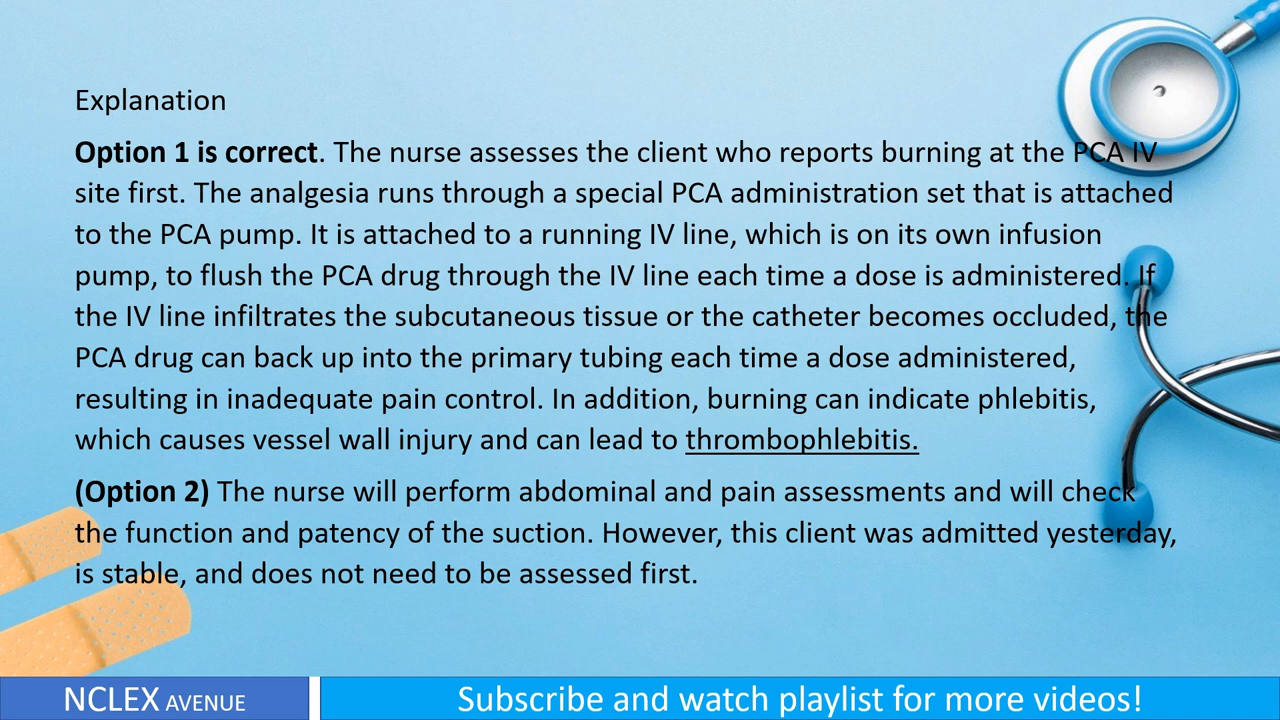 Explanation
Option 1 is correct. The nurse assesses the client who reports burning at the PCA IV
site first. The analgesia runs through a special PCA administration set that is attached
to the PCA pump. It is attached to a running IV line, which is on its own infusion
pump, to flush the PCA drug through the IV line each time a dose is administered. If
the IV line infiltrates the subcutaneous tissue or the catheter becomes occluded, the
PCA drug can back up into the primary tubing each time a dose administered,
resulting in inadequate pain control. In addition, burning can indicate phlebitis,
which causes vessel wall injury and can lead to thrombophlebitis.
(Option 2) The nurse will perform abdominal and pain assessments and will check
the function and patency of the suction. However, this client was admitted yesterday,
is stable, and does not need to be assessed first.
NCLEX AVENUE
Subscribe and watch playlist for more videos!